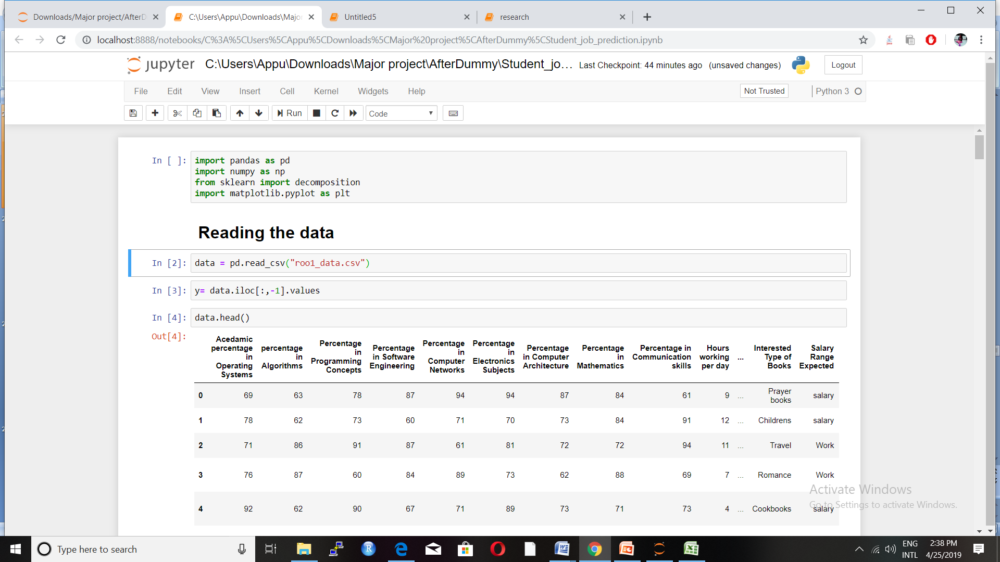 Downloads/Major project/AfterD
C:\Users\Appu\Downloads\Major
Untitled5
research
localhost:8888/notebooks/C%3A%5CUsers%5CAppu%5CDownloads%5CMajor%20project%5CAfterDummy%5CStudent_job_prediction.ipynb
jupyter C:\Users\Appu\Downloads\Major project\AfterDummy\Student_jo... Last Checkpoint: 44 minutes ago (unsaved changes) Logout
File Edit View Insert Cell Kernel Widgets Help Not Trusted Python 3
Run Code
In [ ]: import pandas as pd
import numpy as np
from sklearn import decomposition
import matplotlib.pyplot as plt
Reading the data
In [2]: data = pd.read_csv("roo1_data.csv")
In [3]: y= data.iloc[:,-1].values
In [4]: data.head()
Out[4]:
Acedamic percentage in Operating Systems
percentage in Algorithms
Percentage in Programming Concepts
Percentage in Software Engineering
Percentage in Computer Networks
Percentage in Electronics Subjects
Percentage in Computer Architecture
Percentage in Mathematics
Percentage in Communication skills
Hours working per day
...
Interested Type of Books
Salary Range Expected
0 69 63 78 87 94 94 87 84 61 9 ... Prayer books salary
1 78 62 73 60 71 70 73 84 91 12 ... Childrens salary
2 71 86 91 87 61 81 72 72 94 11 ... Travel Work
3 76 87 60 84 89 73 62 88 69 7 ... Romance Work
4 92 62 90 67 71 89 73 71 73 4 ... Cookbooks salary
Activate Windows
Go to Settings to activate Windows.
Type here to search
ENG
INTL
2:38 PM
4/25/2019